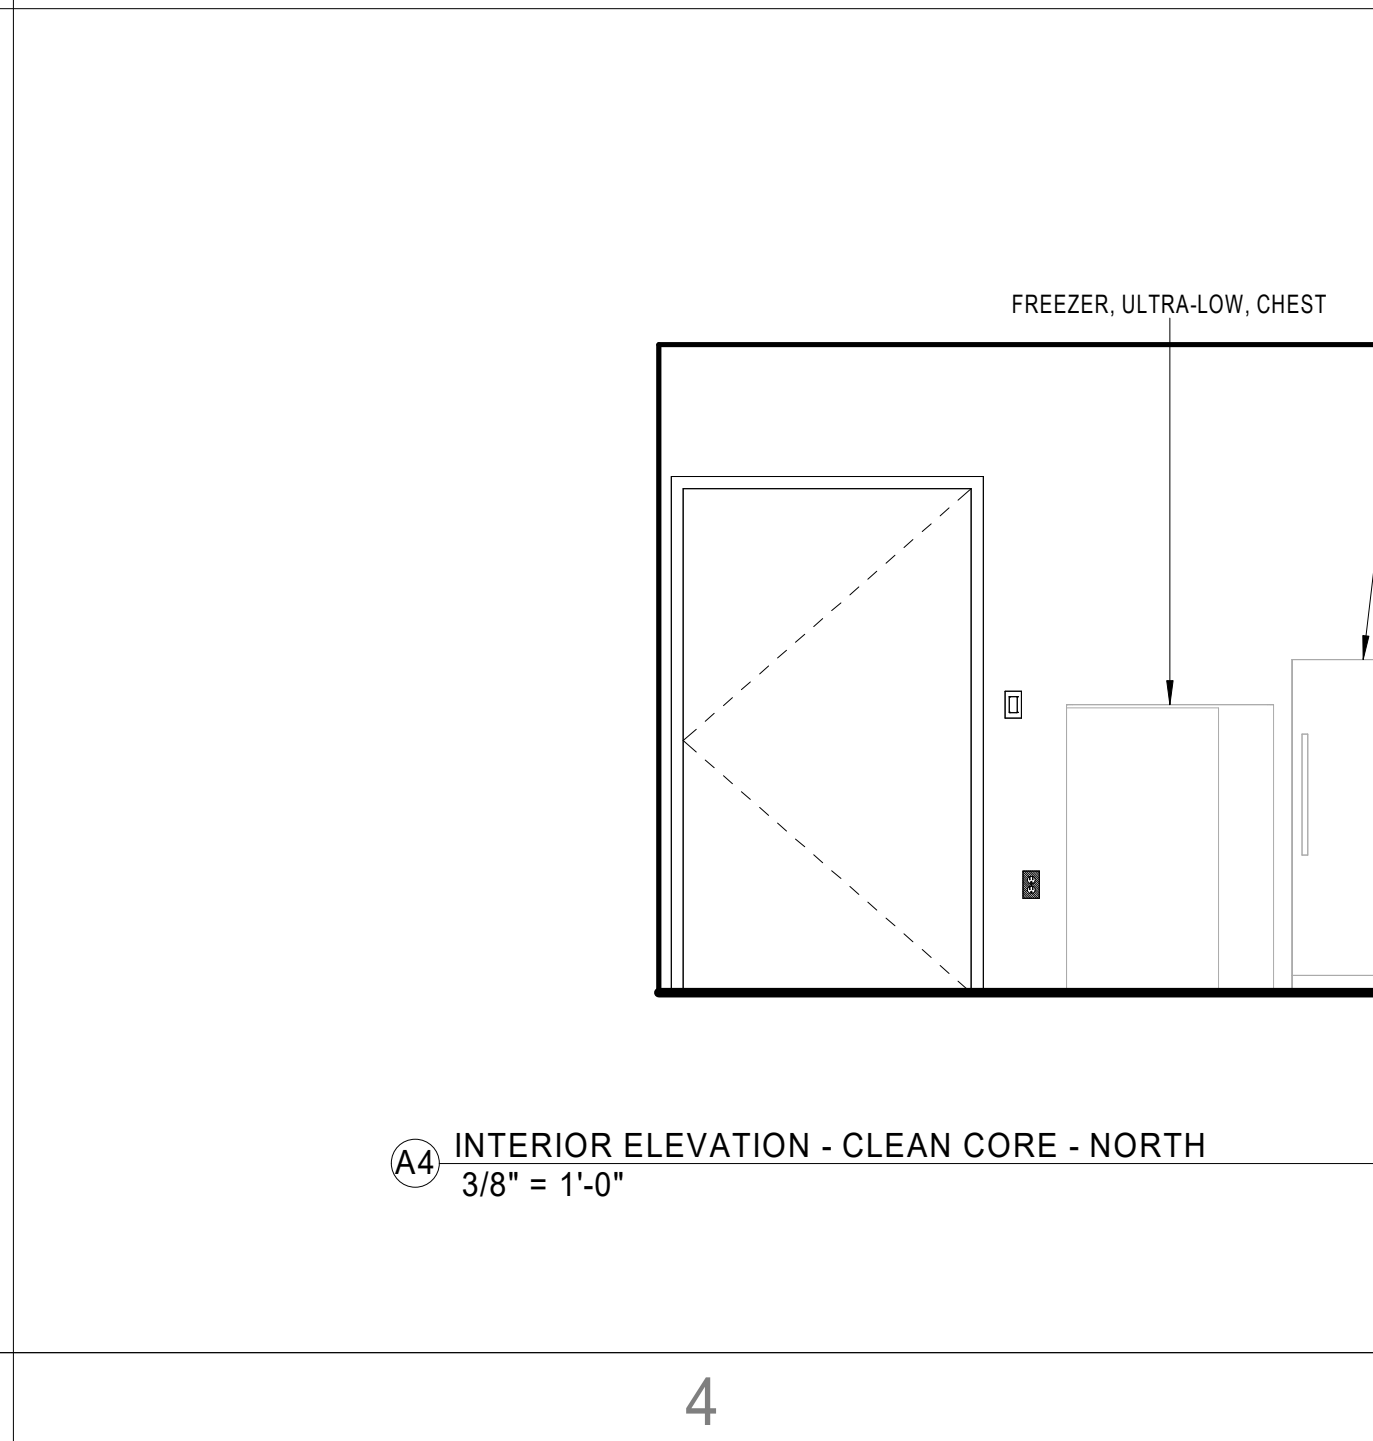 FREEZER, ULTRA-LOW, CHEST
A4
INTERIOR ELEVATION - CLEAN CORE - NORTH
3/8" = 1'-0"
4